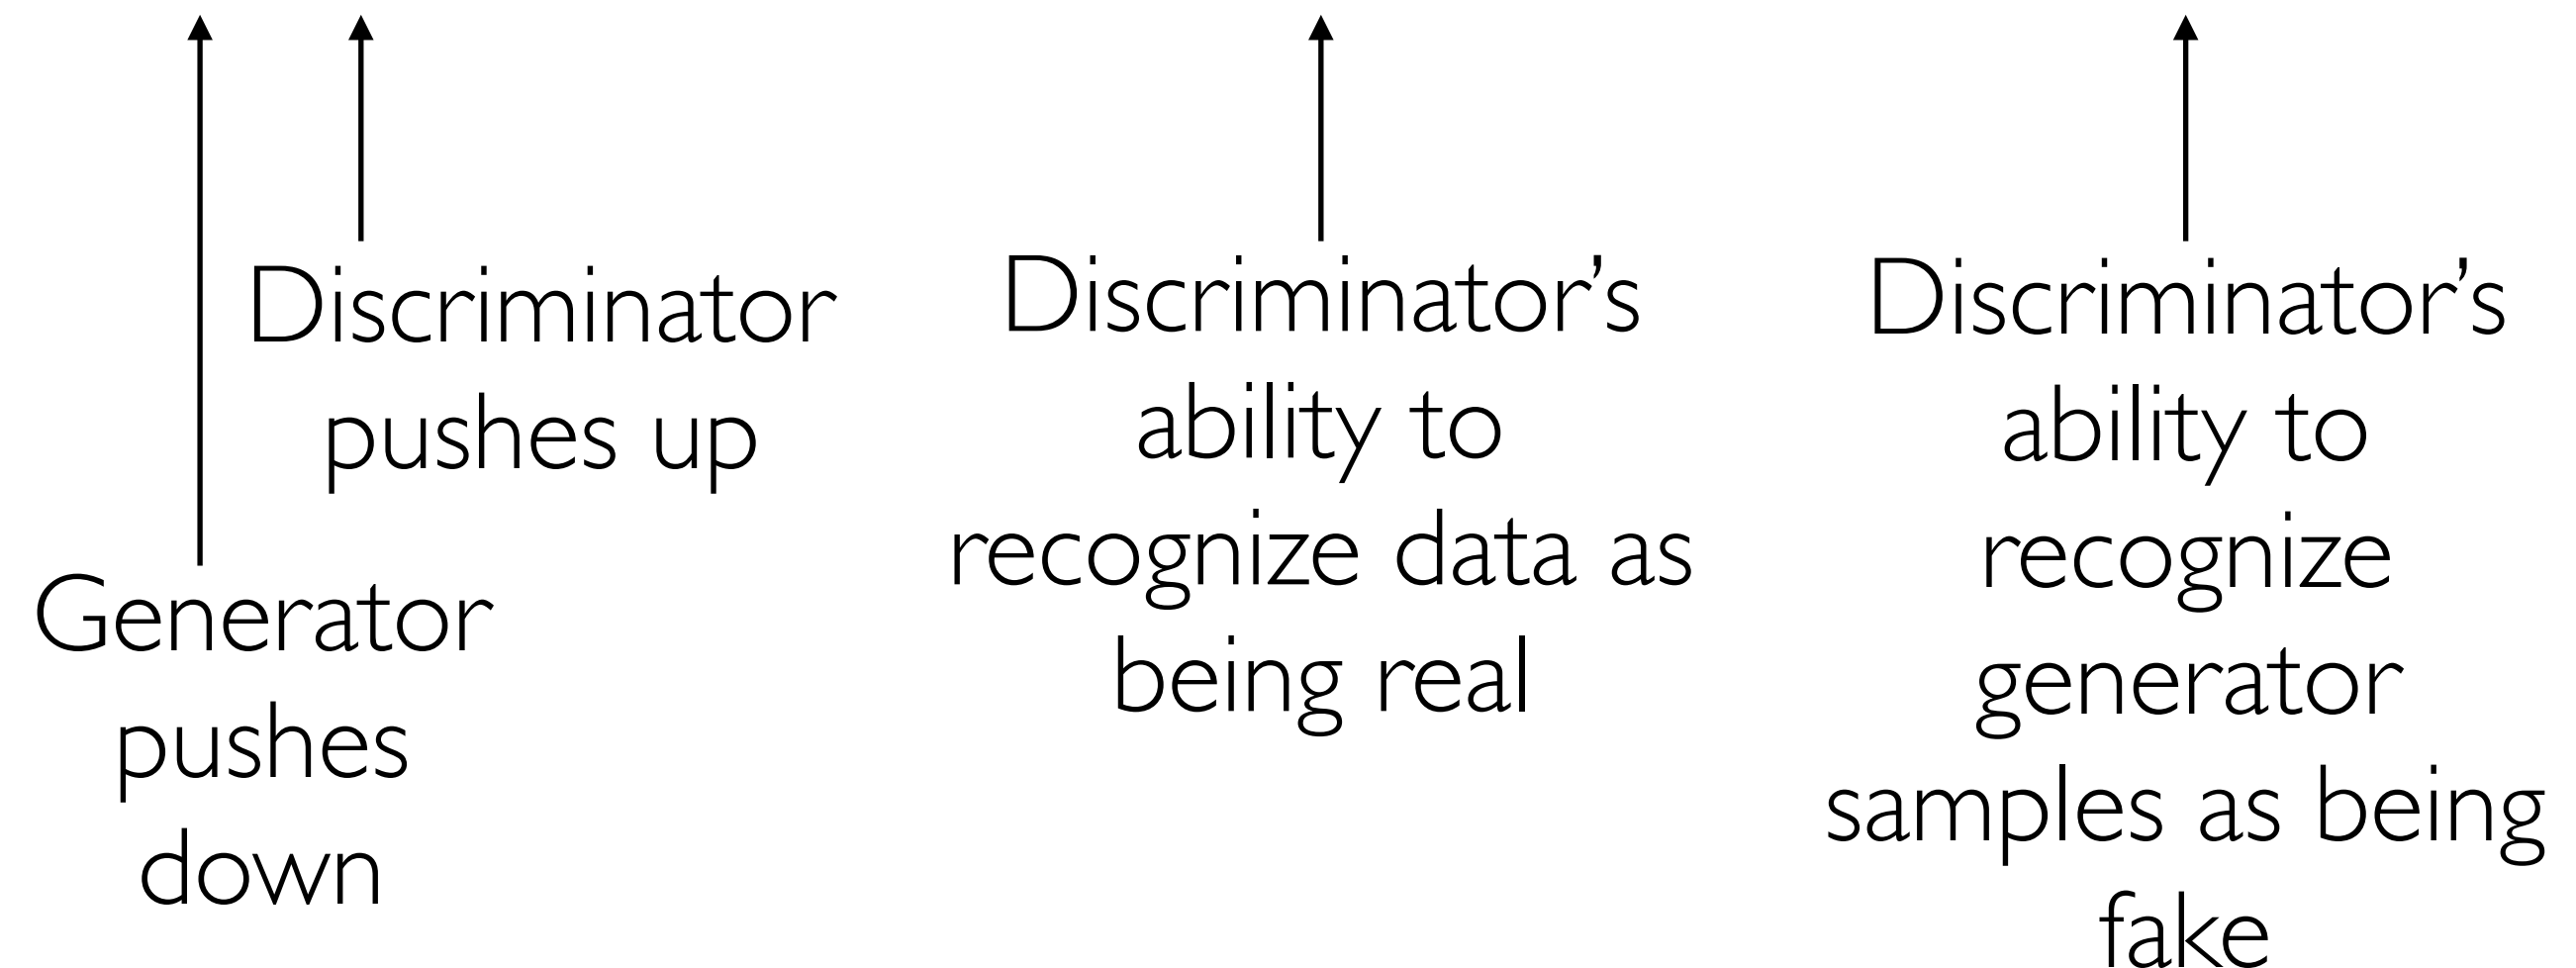 Discriminator
pushes up
Generator
pushes
down
Discriminator’s
ability to
recognize data as
being real
Discriminator’s
ability to
recognize
generator
samples as being
fake